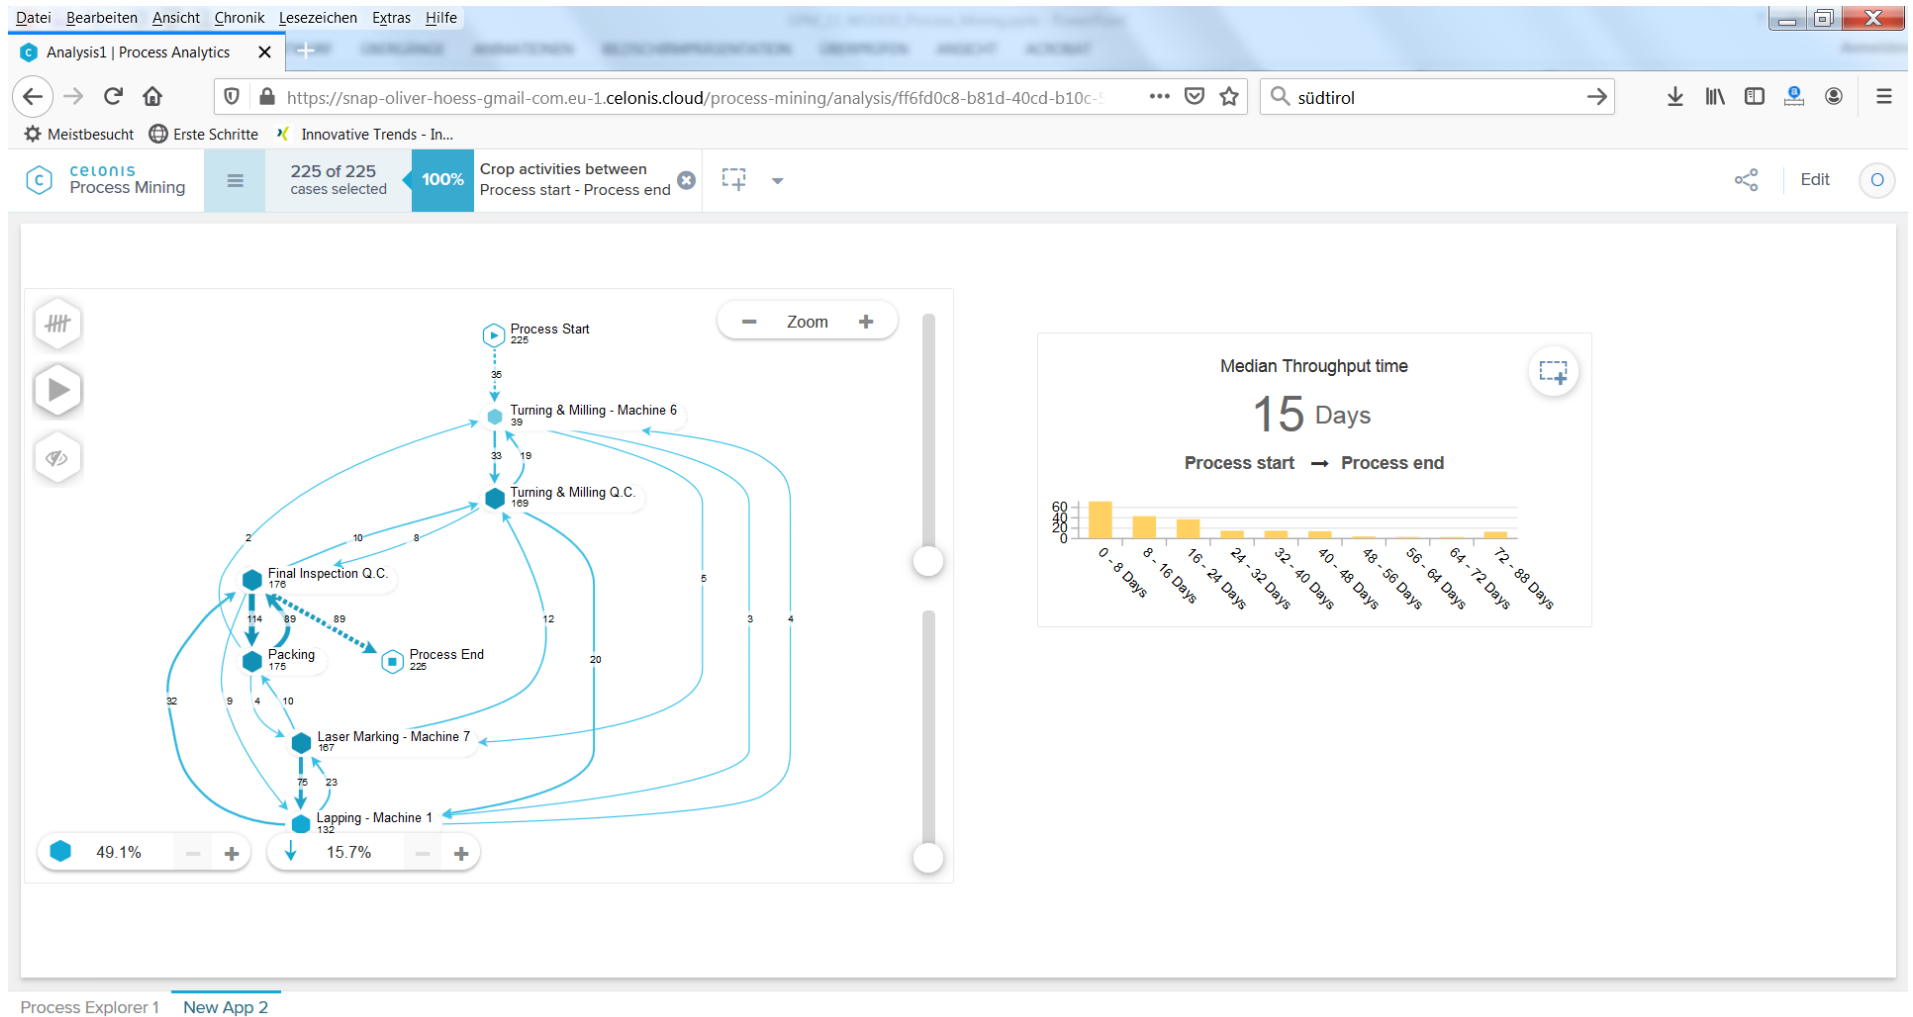 Datei Bearbeiten Ansicht Chronik Lesezeichen Extras Hilfe
Analysis1 | Process Analytics
https://snap-oliver-hoess-gmail-com.eu-1.celonis.cloud/process-mining/analysis/ff6fd0c8-b81d-40cd-b10c-
südtirol
Meistbesucht Erste Schritte Innovative Trends - In...
celonis
Process Mining
225 of 225
cases selected
100%
Crop activities between
Process start - Process end
Edit
O
Zoom
Process Start
225
35
Turning & Milling - Machine 6
39
33
19
Turning & Milling Q.C.
169
2
10
8
Final Inspection Q.C.
176
5
114
89
89
12
3
4
Packing
175
Process End
225
20
32
9
4
10
Laser Marking - Machine 7
167
75
23
Lapping - Machine 1
132
49.1%
15.7%
Median Throughput time
15 Days
Process start → Process end
60
40
20
0
0 - 8 Days
8 - 16 Days
16 - 24 Days
24 - 32 Days
32 - 40 Days
40 - 48 Days
48 - 56 Days
56 - 64 Days
64 - 72 Days
72 - 88 Days
Process Explorer 1 New App 2